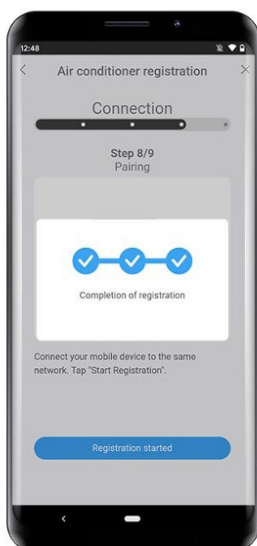 12:48
Air conditioner registration
Connection
Step 8/9
Pairing
Completion of registration
Connect your mobile device to the same
network. Tap "Start Registration".
Registration started